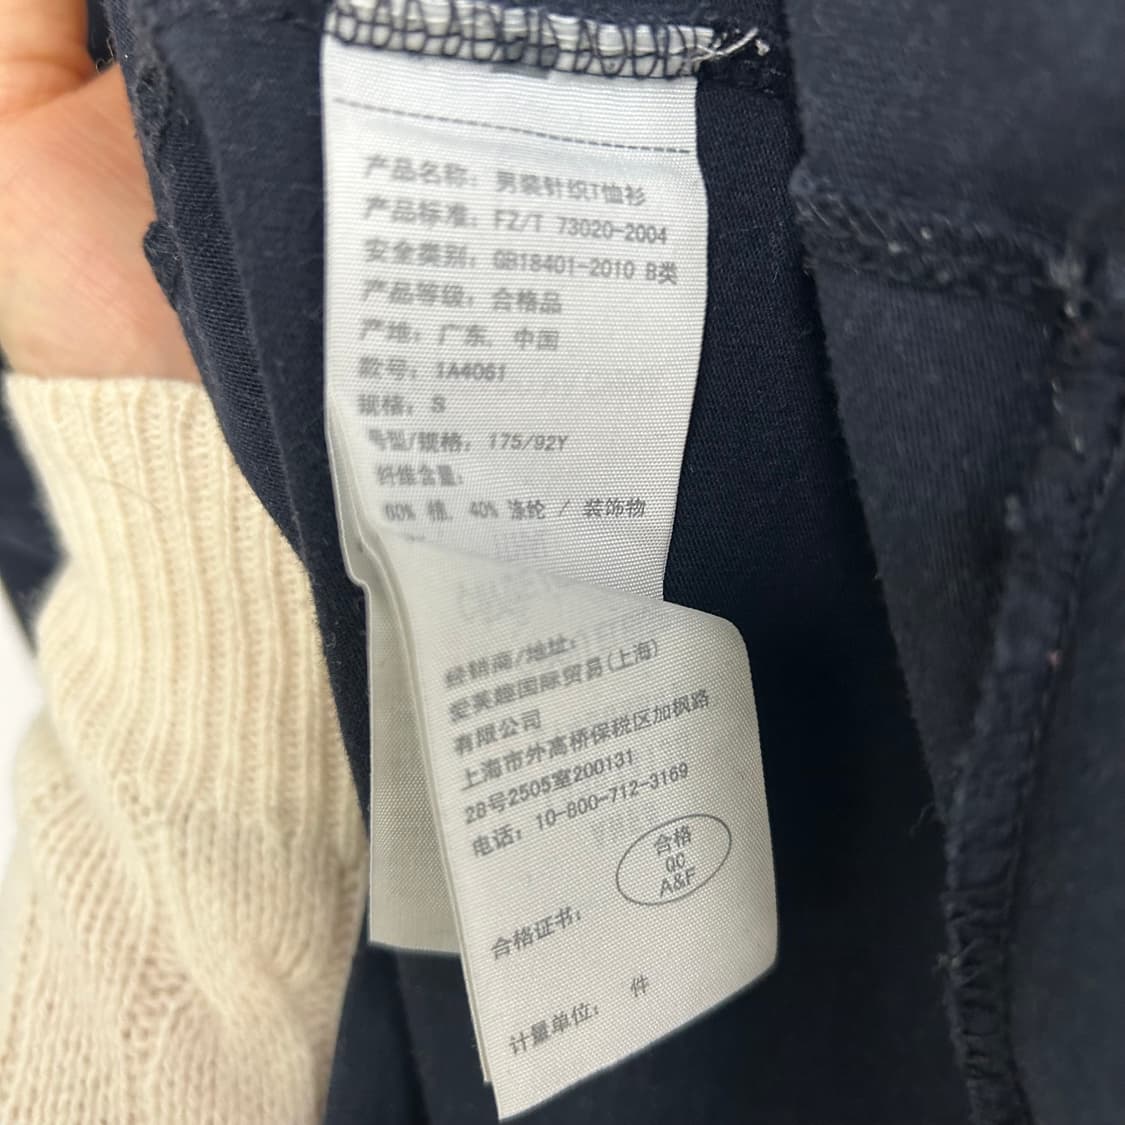 产品名称: 男装针织T恤衫
产品标准: FZ/T 73020-2004
安全类别: GB18401-2010 B类
产品等级: 合格品
产地: 广东, 中国
款号: 1A4061
规格: S
号型/规格: 175/92Y
纤维含量:
60% 棉, 40% 涤纶 / 装饰物
经销商/地址:
爱芙趣国际贸易(上海)
有限公司
上海市外高桥保税区加枫路
28号2505室200131
电话: 10-800-712-3169
合格
QC
A&F
合格证书:
计量单位: 件